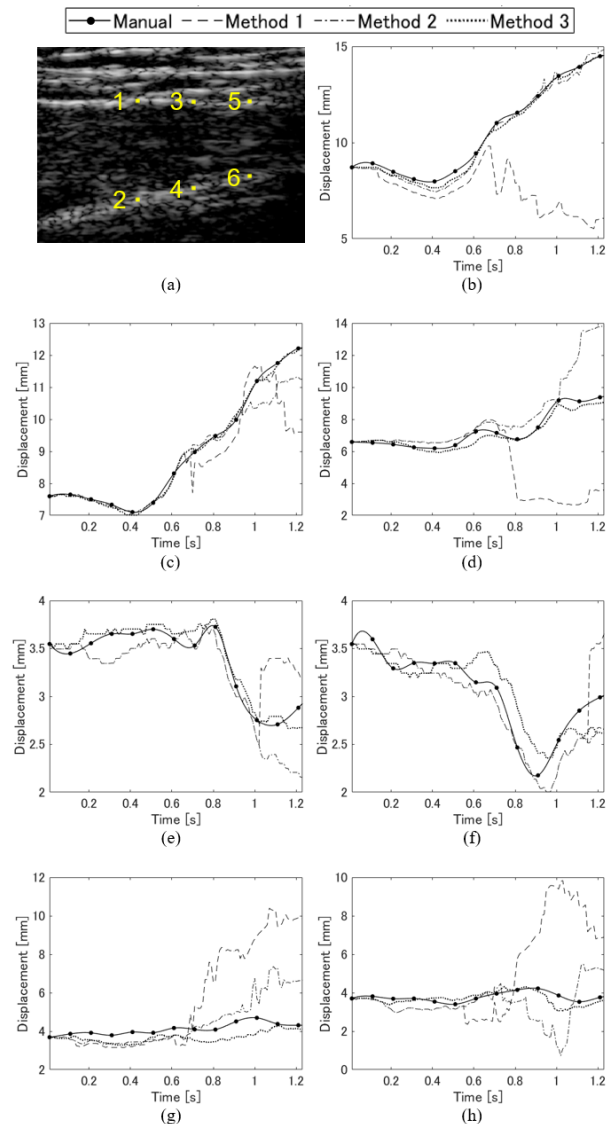 Manual Method 1 Method 2 Method 3
1 3 5
2 4 6
(a)
15
10
5
Displacement [mm]
0.2 0.4 0.6 0.8 1 1.2
Time [s]
(b)
13
12
11
10
9
8
7
Displacement [mm]
0.2 0.4 0.6 0.8 1 1.2
Time [s]
(c)
14
12
10
8
6
4
2
Displacement [mm]
0.2 0.4 0.6 0.8 1 1.2
Time [s]
(d)
4
3.5
3
2.5
2
Displacement [mm]
0.2 0.4 0.6 0.8 1 1.2
Time [s]
(e)
4
3.5
3
2.5
2
Displacement [mm]
0.2 0.4 0.6 0.8 1 1.2
Time [s]
(f)
12
10
8
6
4
2
Displacement [mm]
0.2 0.4 0.6 0.8 1 1.2
Time [s]
(g)
10
8
6
4
2
0
Displacement [mm]
0.2 0.4 0.6 0.8 1 1.2
Time [s]
(h)